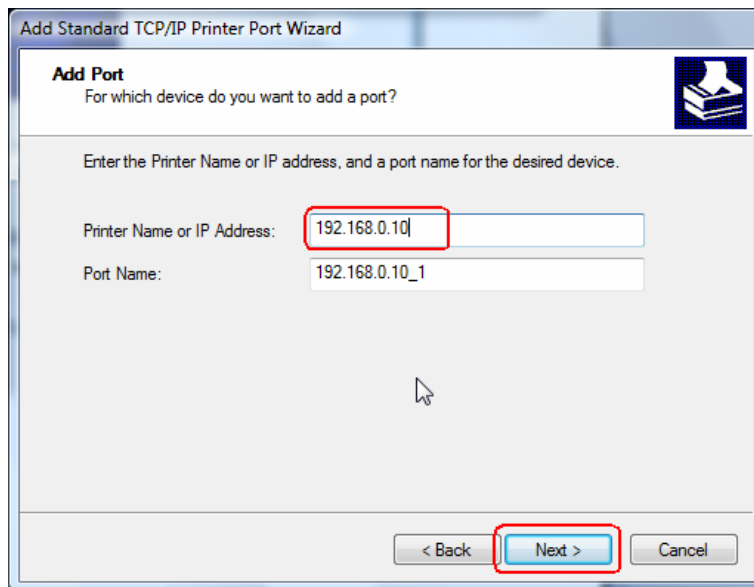 Add Standard TCP/IP Printer Port Wizard
Add Port
For which device do you want to add a port?
Enter the Printer Name or IP address, and a port name for the desired device.
Printer Name or IP Address: 192.168.0.10
Port Name: 192.168.0.10_1
< Back Next > Cancel